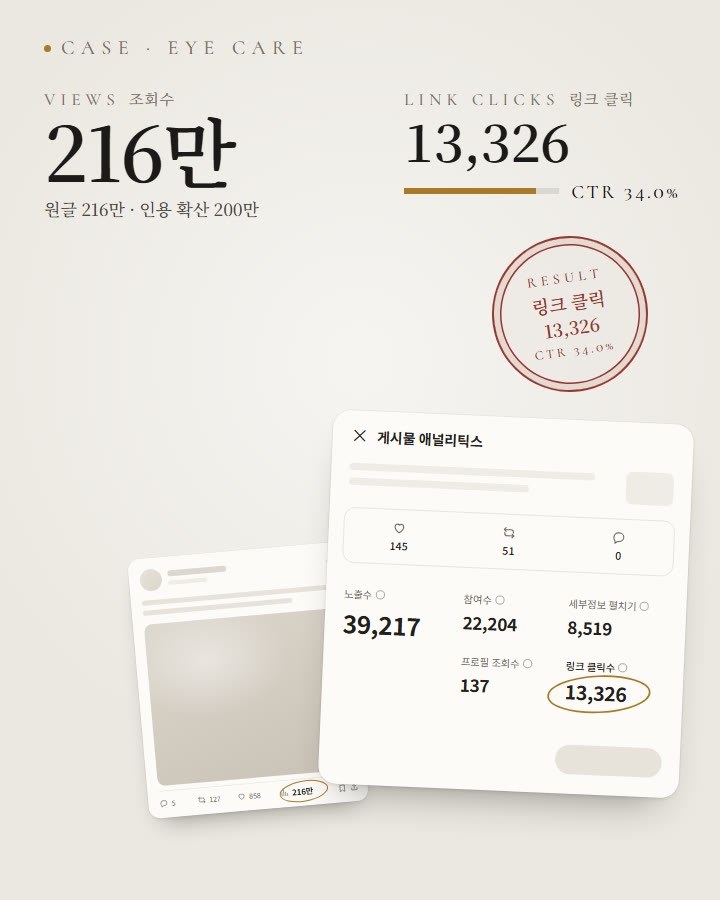 CASE · EYE CARE
VIEWS 조회수
216만
원글 216만 · 인용 확산 200만
LINK CLICKS 링크 클릭
13,326
CTR 34.0%
RESULT
링크 클릭
13,326
CTR 34.0%
게시물 애널리틱스
145
51
0
노출수
39,217
참여수
22,204
세부정보 펼치기
8,519
프로필 조회수
137
링크 클릭수
13,326
5
127
858
216만